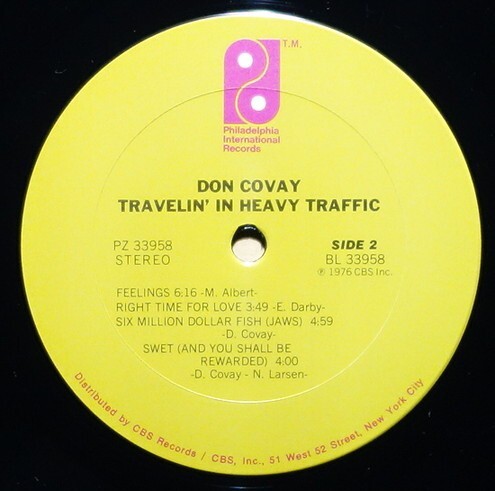 T.M.
Philadelphia
International
Records
DON COVAY
TRAVELIN' IN HEAVY TRAFFIC
PZ 33958
STEREO
SIDE 2
BL 33958
℗ 1976 CBS Inc.
FEELINGS 6:16 -M. Albert-
RIGHT TIME FOR LOVE 3:49 -E. Darby-
SIX MILLION DOLLAR FISH (JAWS) 4:59
-D. Covay-
SWET (AND YOU SHALL BE
REWARDED) 4:00
-D. Covay - N. Larsen-
Distributed by CBS Records / CBS, Inc., 51 West 52 Street, New York City